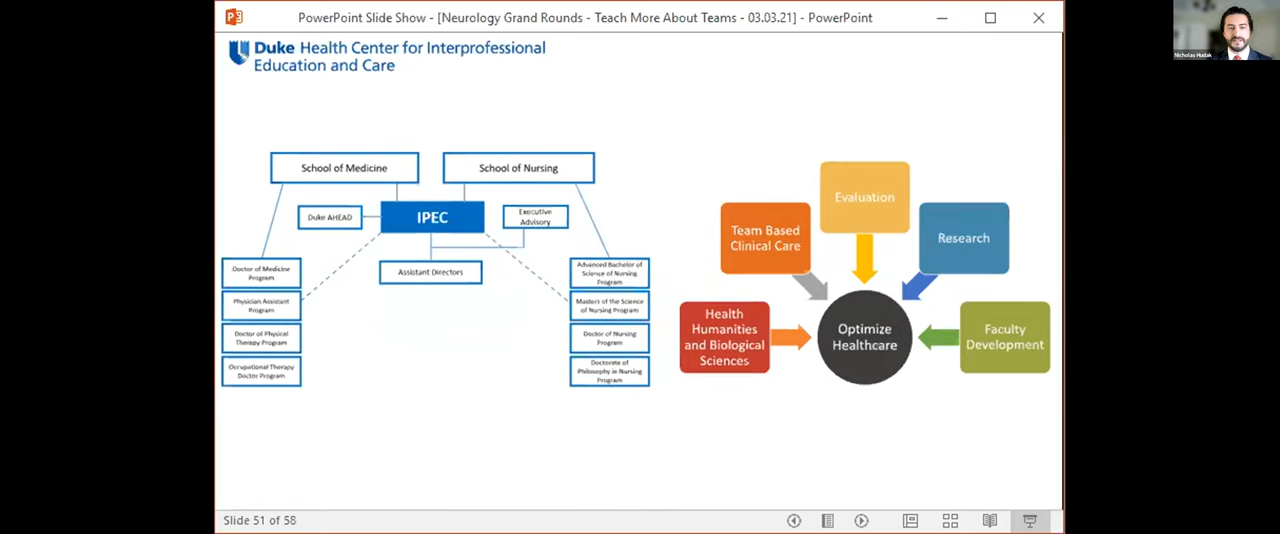 PowerPoint Slide Show - [Neurology Grand Rounds - Teach More About Teams - 03.03.21] - PowerPoint
Nicholas Hudak
Duke Health Center for Interprofessional
Education and Care
School of Medicine
School of Nursing
Duke AHEAD
IPEC
Executive
Advisory
Assistant Directors
Doctor of Medicine
Program
Physician Assistant
Program
Doctor of Physical
Therapy Program
Occupational Therapy
Doctor Program
Advanced Bachelor of
Science of Nursing
Program
Masters of the Science
of Nursing Program
Doctor of Nursing
Program
Doctorate of
Philosophy in Nursing
Program
Evaluation
Team Based
Clinical Care
Research
Health
Humanities
and Biological
Sciences
Optimize
Healthcare
Faculty
Development
Slide 51 of 58